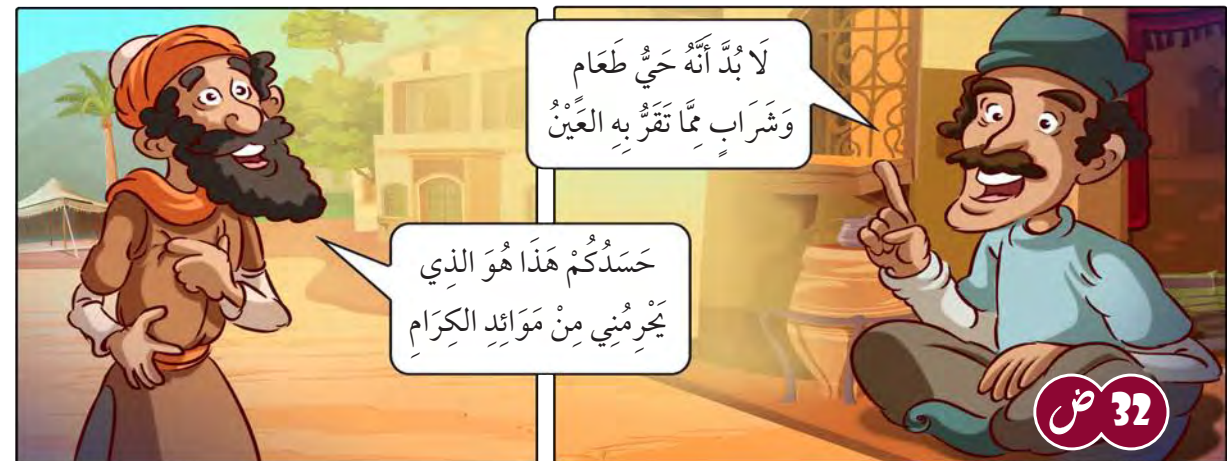 لَا بُدَّ أَنَّهُ حَيُّ طَعَامٍ
وَشَرَابٍ مِمَّا تَقَرُّ بِهِ العَيْنُ
حَسَدُكُمْ هَذَا هُوَ الذِي
يَحْرِمُنِي مِنْ مَوَائِدِ الكِرَامِ
32 ض